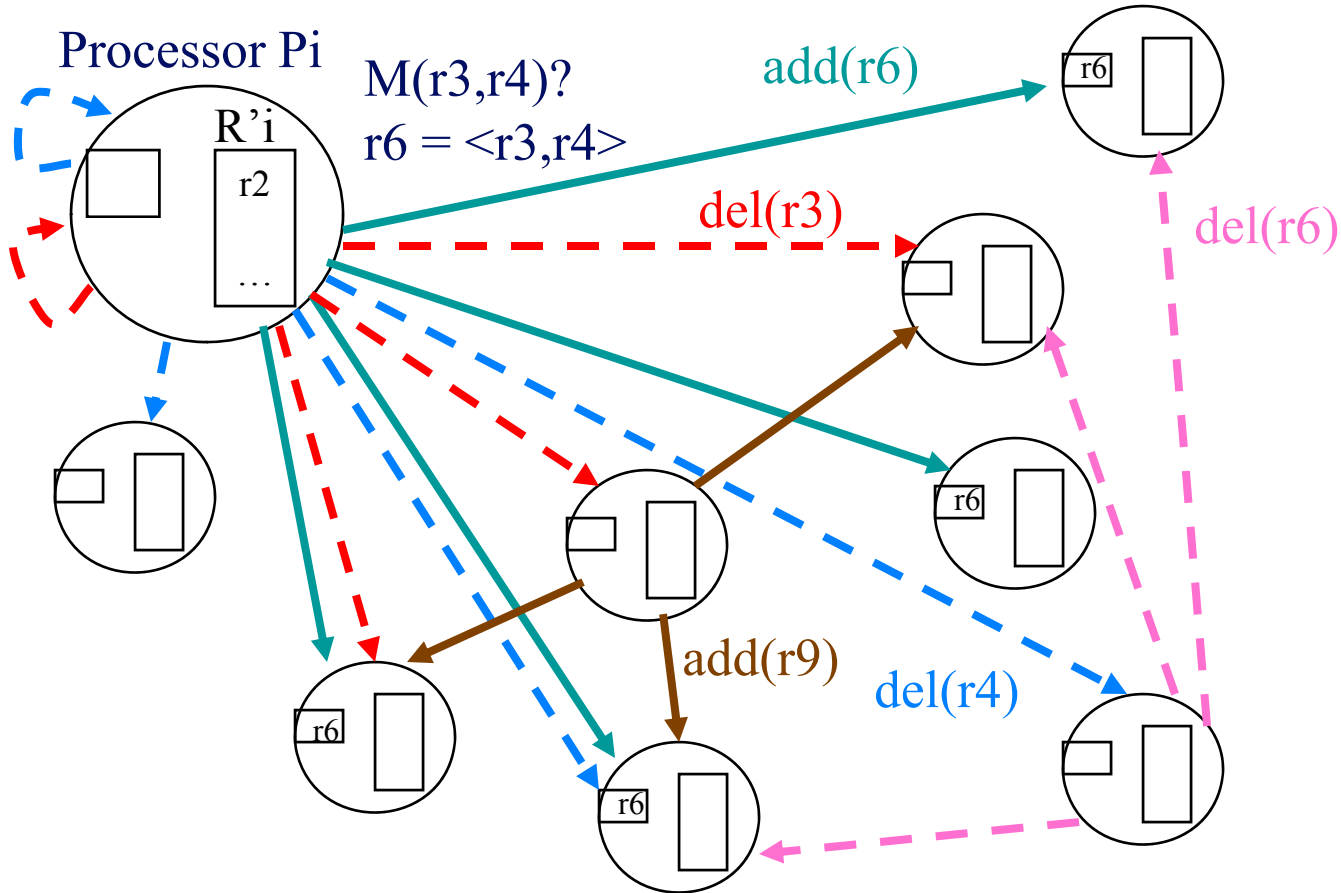 Processor Pi
M(r3,r4)?
add(r6)
r6
R’i
r6 = <r3,r4>
r2
...
del(r3)
del(r6)
r6
add(r9)
del(r4)
r6
r6